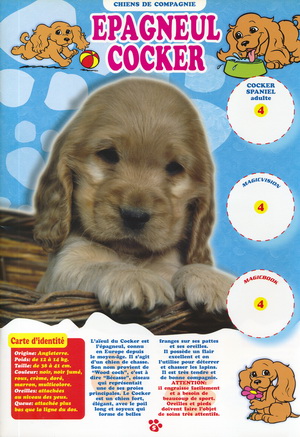 CHIENS DE COMPAGNIE
EPAGNEUL
COCKER
COCKER
SPANIEL
adulte
4
MAGICVISION
4
MAGICBOOK
4
Carte d'identité
Origine: Angleterre.
Poids: de 12 à 14 kg.
Taille: de 38 à 41 cm.
Couleur: noir, noir fumé,
roux, crème, doré,
marron, multicolore.
Oreilles: attachées
au niveau des yeux.
Queue: attachée plus
bas que la ligne du dos.
L'aïeul du Cocker est
l'épagneul, connu
en Europe depuis
le moyen-âge. Il s'agit
d'un chien de chasse.
Son nom provient de
"Wood cock", c'est à
dire "Bécasse", oiseau
qui représentait
une de ses proies
principales. Le Cocker
est un chien fort,
élégant, avec le poil
long et soyeux qui
forme de belles
franges sur ses pattes
et ses oreilles.
Il possède un flair
excellent et on
l'utilise pour déterrer
et chasser les lapins.
Il est très tendre et
de bonne compagnie.
ATTENTION:
il engraisse facilement
et a besoin de
beaucoup de sport.
Oreilles et yeux
doivent faire l'objet
de soins très attentifs.